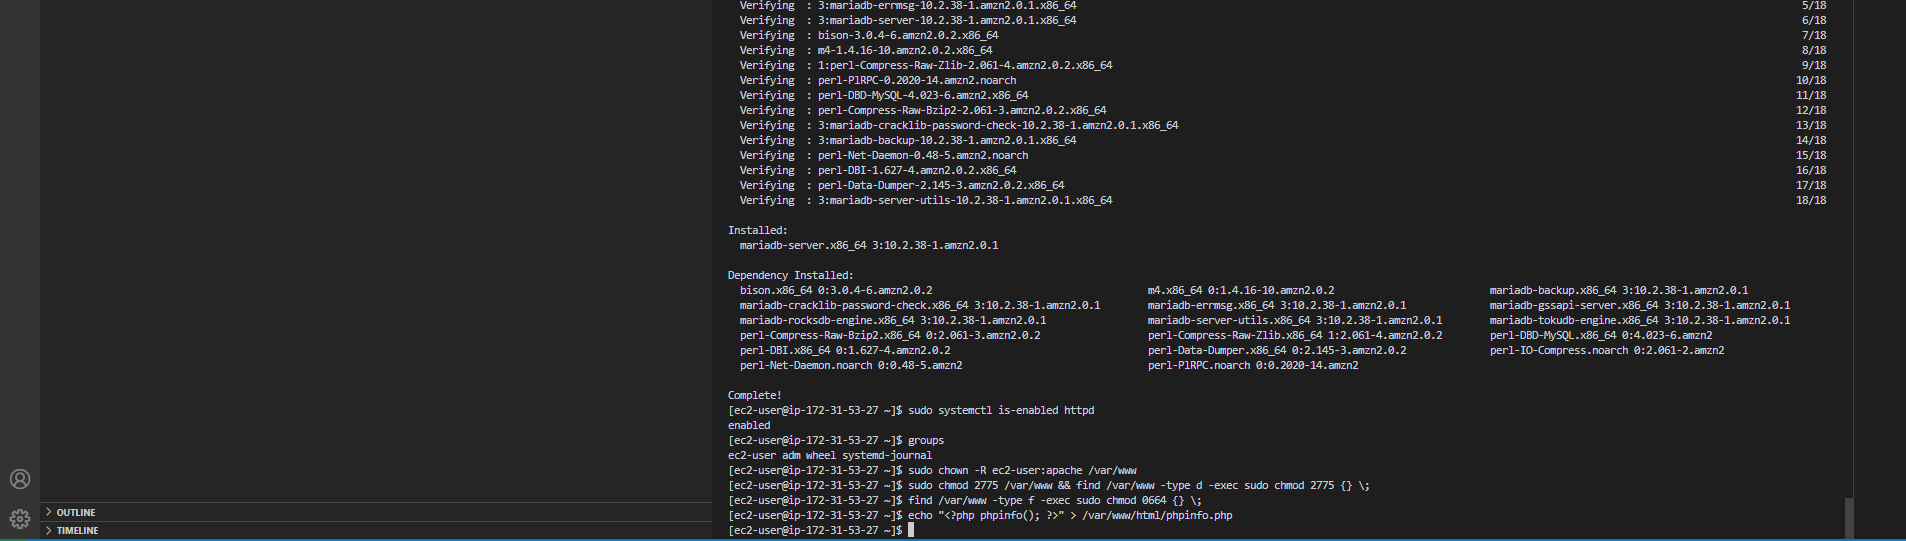 Verifying : 3:mariadb-errmsg-10.2.38-1.amzn2.0.1.x86_64 5/18
Verifying : 3:mariadb-server-10.2.38-1.amzn2.0.1.x86_64 6/18
Verifying : bison-3.0.4-6.amzn2.0.2.x86_64 7/18
Verifying : m4-1.4.16-10.amzn2.0.2.x86_64 8/18
Verifying : 1:perl-Compress-Raw-Zlib-2.061-4.amzn2.0.2.x86_64 9/18
Verifying : perl-PlRPC-0.2020-14.amzn2.noarch 10/18
Verifying : perl-DBD-MySQL-4.023-6.amzn2.x86_64 11/18
Verifying : perl-Compress-Raw-Bzip2-2.061-3.amzn2.0.2.x86_64 12/18
Verifying : 3:mariadb-cracklib-password-check-10.2.38-1.amzn2.0.1.x86_64 13/18
Verifying : 3:mariadb-backup-10.2.38-1.amzn2.0.1.x86_64 14/18
Verifying : perl-Net-Daemon-0.48-5.amzn2.noarch 15/18
Verifying : perl-DBI-1.627-4.amzn2.0.2.x86_64 16/18
Verifying : perl-Data-Dumper-2.145-3.amzn2.0.2.x86_64 17/18
Verifying : 3:mariadb-server-utils-10.2.38-1.amzn2.0.1.x86_64 18/18
Installed:
mariadb-server.x86_64 3:10.2.38-1.amzn2.0.1
Dependency Installed:
bison.x86_64 0:3.0.4-6.amzn2.0.2 m4.x86_64 0:1.4.16-10.amzn2.0.2 mariadb-backup.x86_64 3:10.2.38-1.amzn2.0.1
mariadb-cracklib-password-check.x86_64 3:10.2.38-1.amzn2.0.1 mariadb-errmsg.x86_64 3:10.2.38-1.amzn2.0.1 mariadb-gssapi-server.x86_64 3:10.2.38-1.amzn2.0.1
mariadb-rocksdb-engine.x86_64 3:10.2.38-1.amzn2.0.1 mariadb-server-utils.x86_64 3:10.2.38-1.amzn2.0.1 mariadb-tokudb-engine.x86_64 3:10.2.38-1.amzn2.0.1
perl-Compress-Raw-Bzip2.x86_64 0:2.061-3.amzn2.0.2 perl-Compress-Raw-Zlib.x86_64 1:2.061-4.amzn2.0.2 perl-DBD-MySQL.x86_64 0:4.023-6.amzn2
perl-DBI.x86_64 0:1.627-4.amzn2.0.2 perl-Data-Dumper.x86_64 0:2.145-3.amzn2.0.2 perl-IO-Compress.noarch 0:2.061-2.amzn2
perl-Net-Daemon.noarch 0:0.48-5.amzn2 perl-PlRPC.noarch 0:0.2020-14.amzn2
Complete!
[ec2-user@ip-172-31-53-27 ~]$ sudo systemctl is-enabled httpd
enabled
[ec2-user@ip-172-31-53-27 ~]$ groups
ec2-user adm wheel systemd-journal
[ec2-user@ip-172-31-53-27 ~]$ sudo chown -R ec2-user:apache /var/www
[ec2-user@ip-172-31-53-27 ~]$ sudo chmod 2775 /var/www && find /var/www -type d -exec sudo chmod 2775 {} \;
[ec2-user@ip-172-31-53-27 ~]$ find /var/www -type f -exec sudo chmod 0664 {} \;
[ec2-user@ip-172-31-53-27 ~]$ echo "<?php phpinfo(); ?>" > /var/www/html/phpinfo.php
[ec2-user@ip-172-31-53-27 ~]$
OUTLINE
TIMELINE